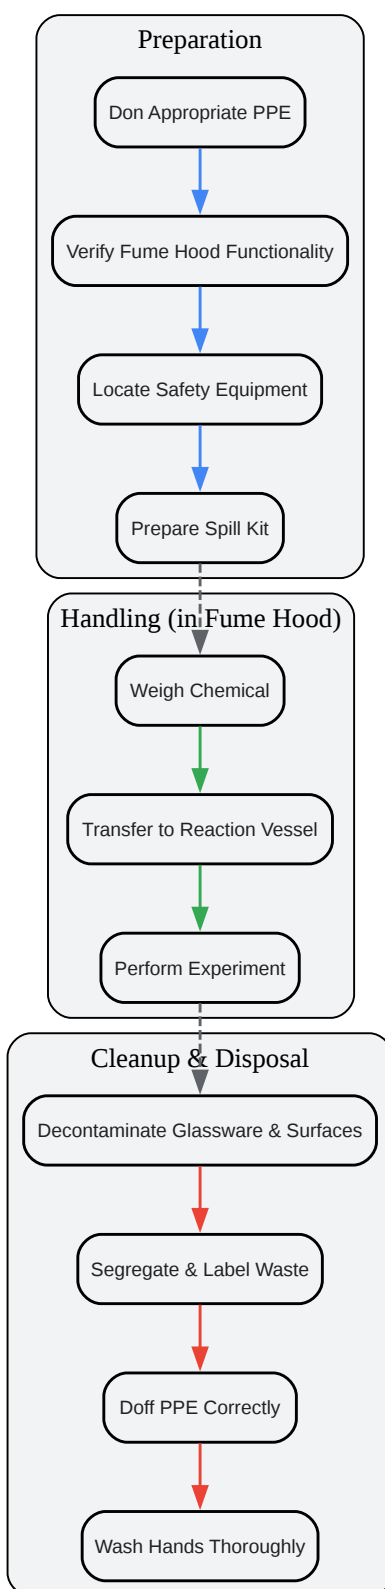 Preparation
Don Appropriate PPE
Verify Fume Hood Functionality
Locate Safety Equipment
Prepare Spill Kit
Handling (in Fume Hood)
Weigh Chemical
Transfer to Reaction Vessel
Perform Experiment
Cleanup & Disposal
Decontaminate Glassware & Surfaces
Segregate & Label Waste
Doff PPE Correctly
Wash Hands Thoroughly